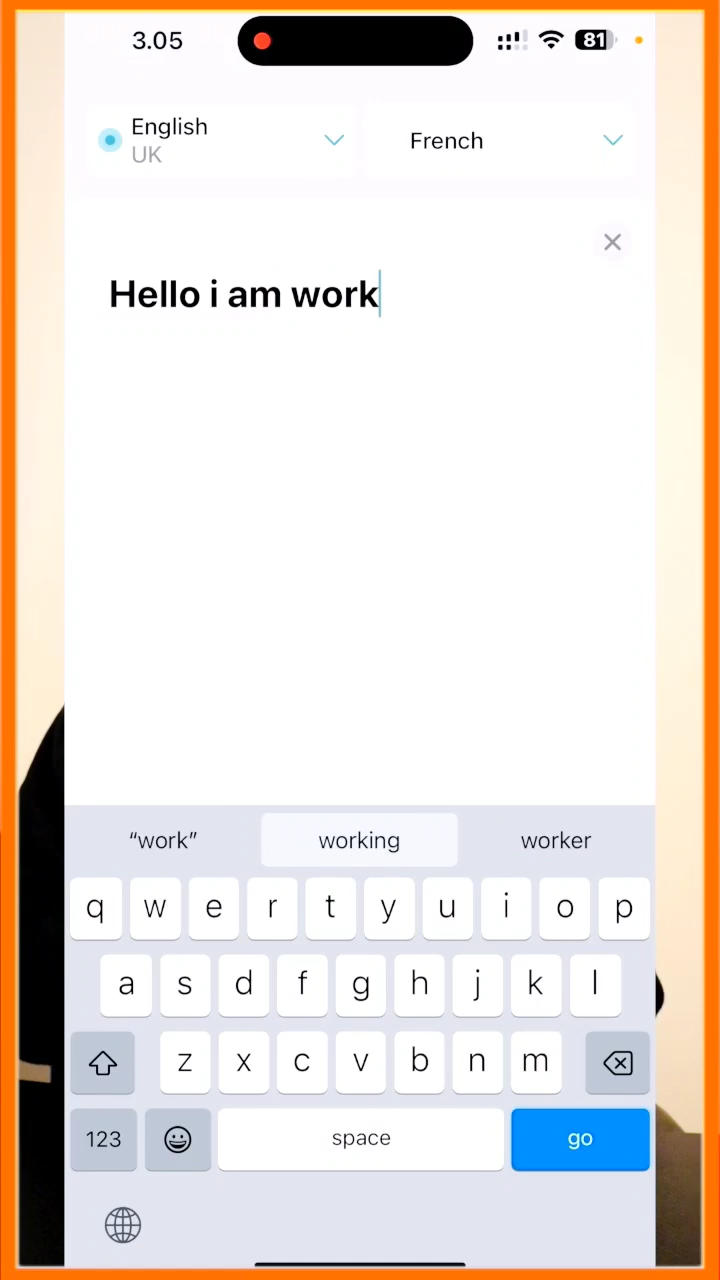 3.05
81
English
UK
French
Hello i am work
“work” working worker
q w e r t y u i o p
a s d f g h j k l
z x c v b n m
123 space go